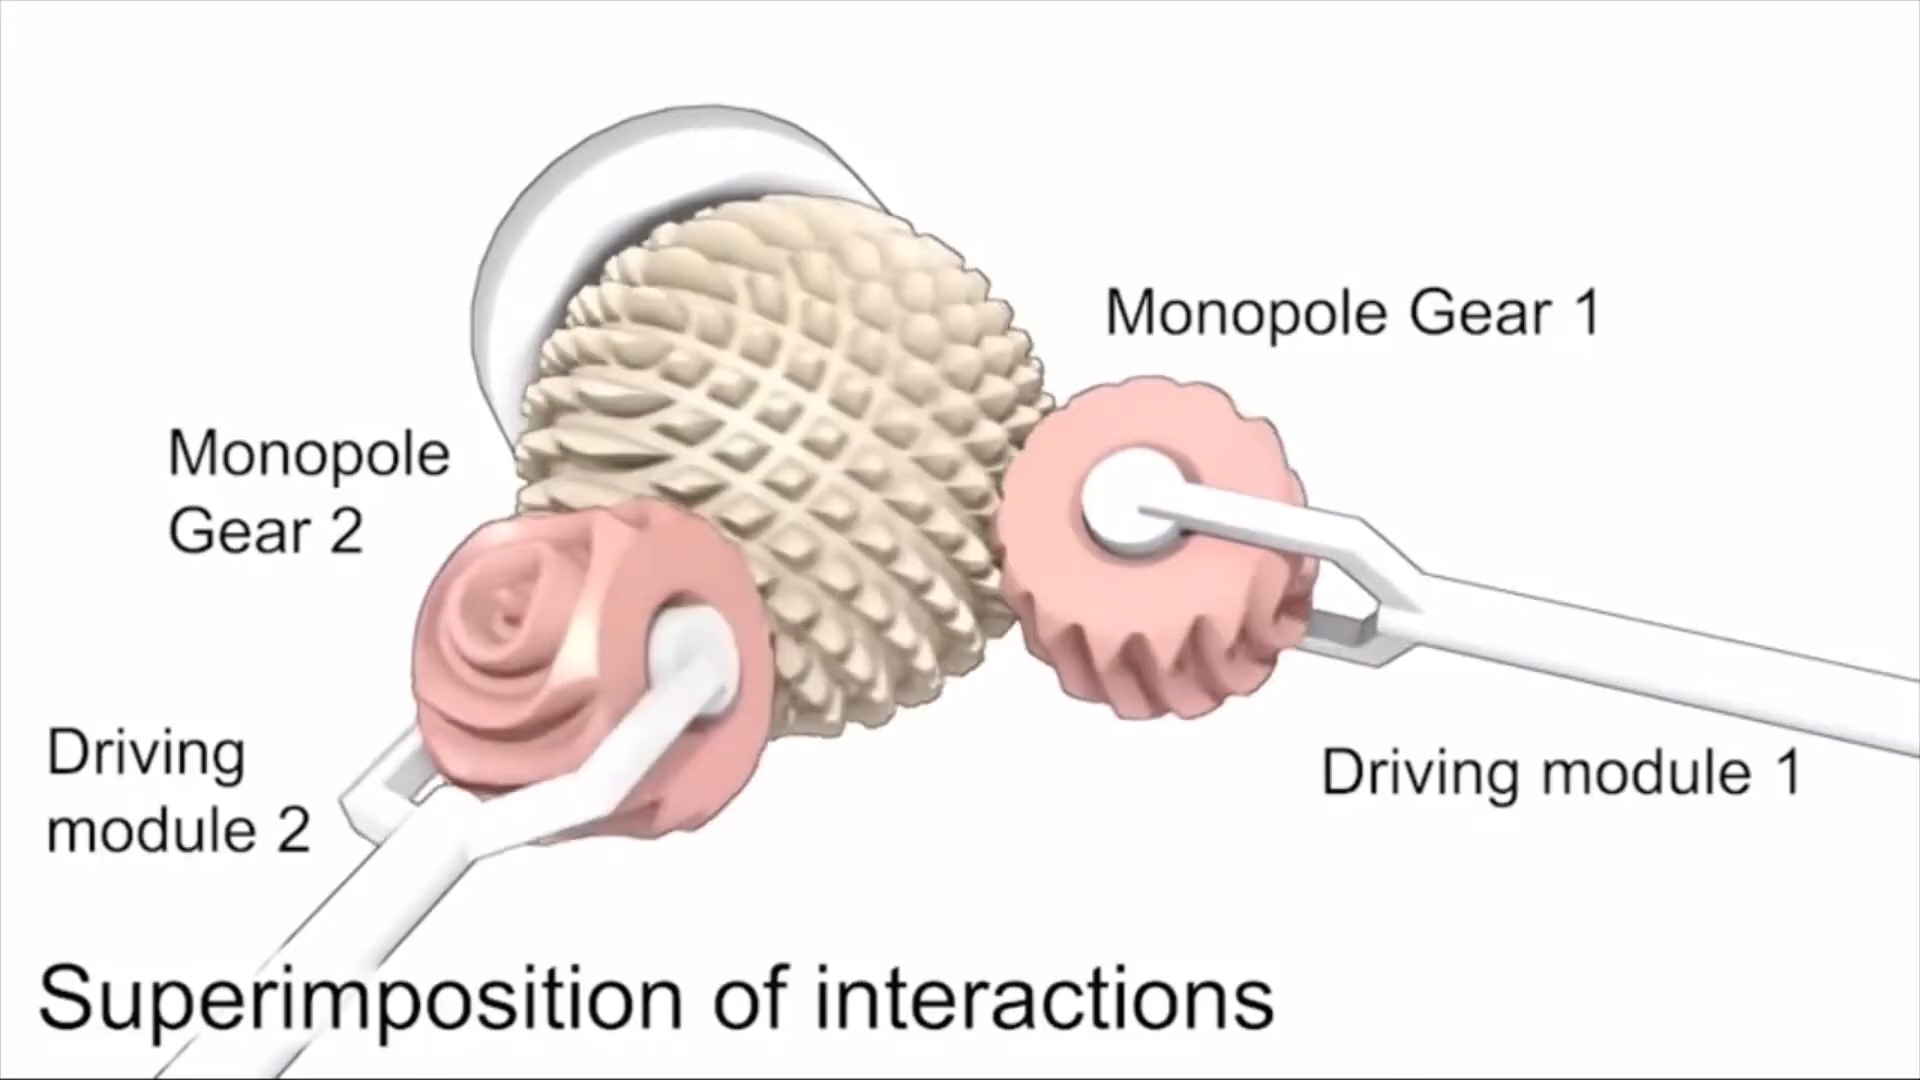 Monopole Gear 1
Monopole
Gear 2
Driving
module 2
Driving module 1
Superimposition of interactions